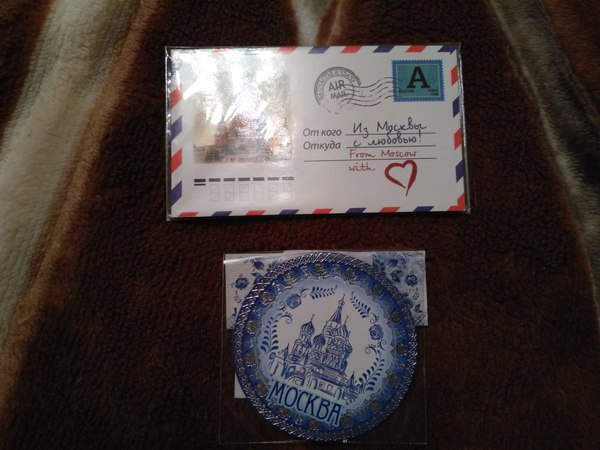 AIR
MAIL
A
От кого Из Москвы
Откуда с любовью!
From Moscow
with
МОСКВА